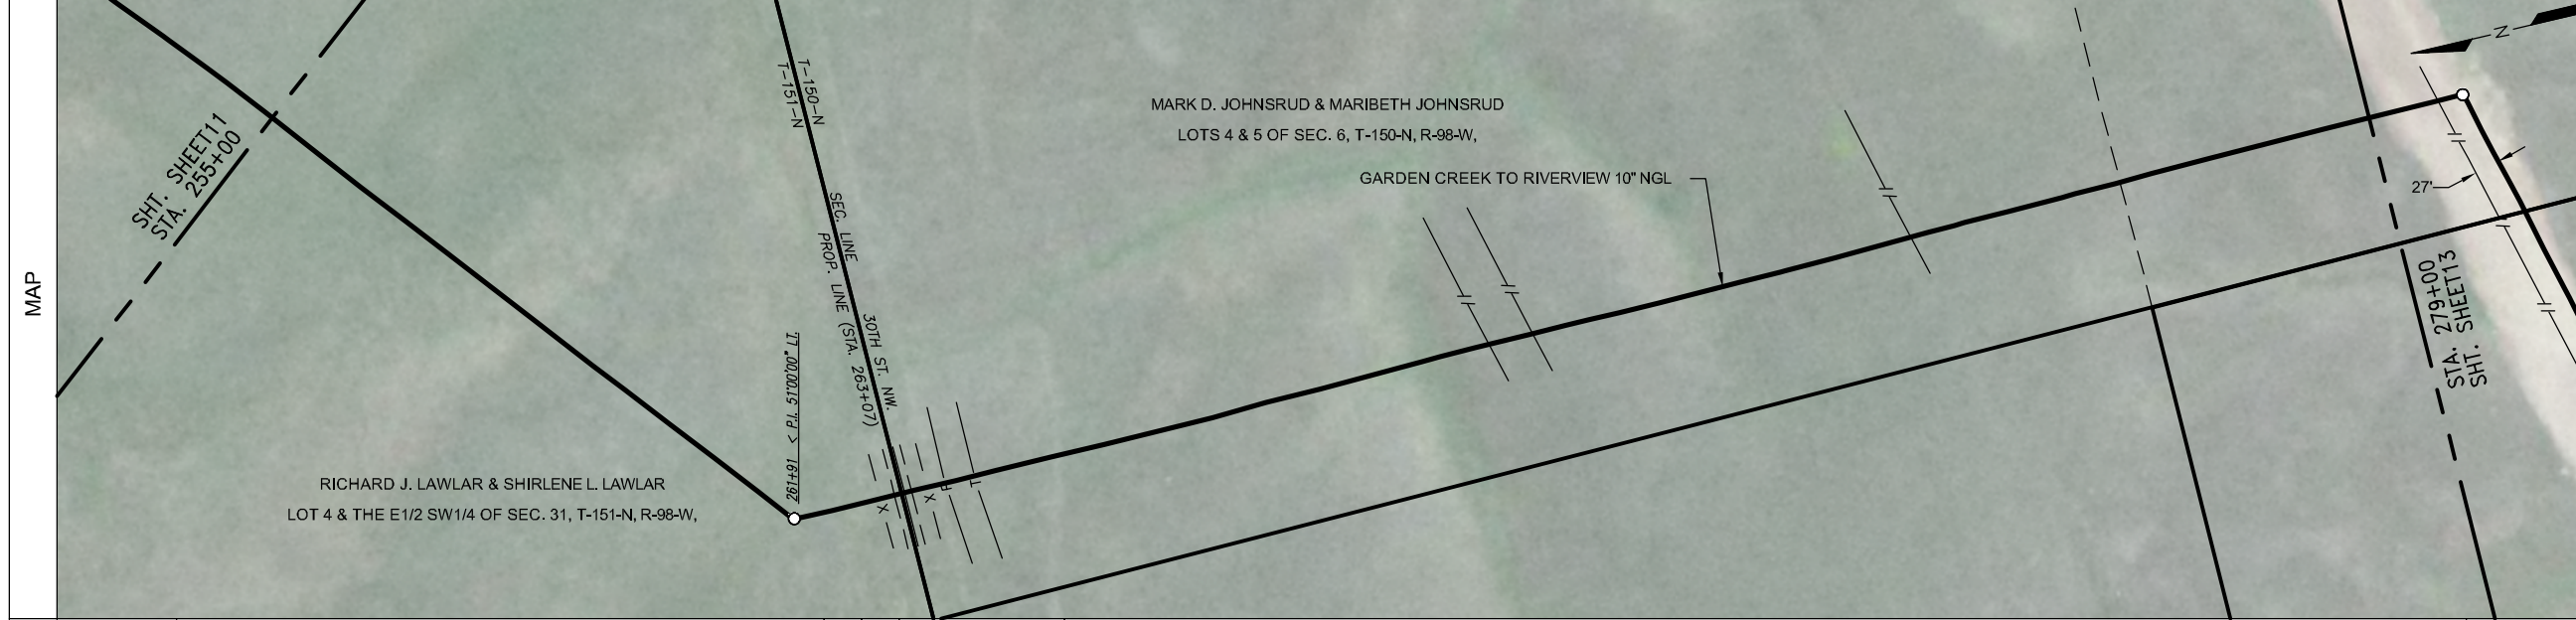 MAP
SHT. SHEET11
STA. 255+00
T-150-N
T-151-N
SEC. LINE
PROP. LINE (STA. 263+07)
30TH ST. NW.
261+91 < P.I. 51°00'00" LT.
RICHARD J. LAWLAR & SHIRLENE L. LAWLAR
LOT 4 & THE E1/2 SW1/4 OF SEC. 31, T-151-N, R-98-W,
X
X
P
T
MARK D. JOHNSRUD & MARIBETH JOHNSRUD
LOTS 4 & 5 OF SEC. 6, T-150-N, R-98-W,
GARDEN CREEK TO RIVERVIEW 10" NGL
N
27'
STA. 279+00
SHT. SHEET13